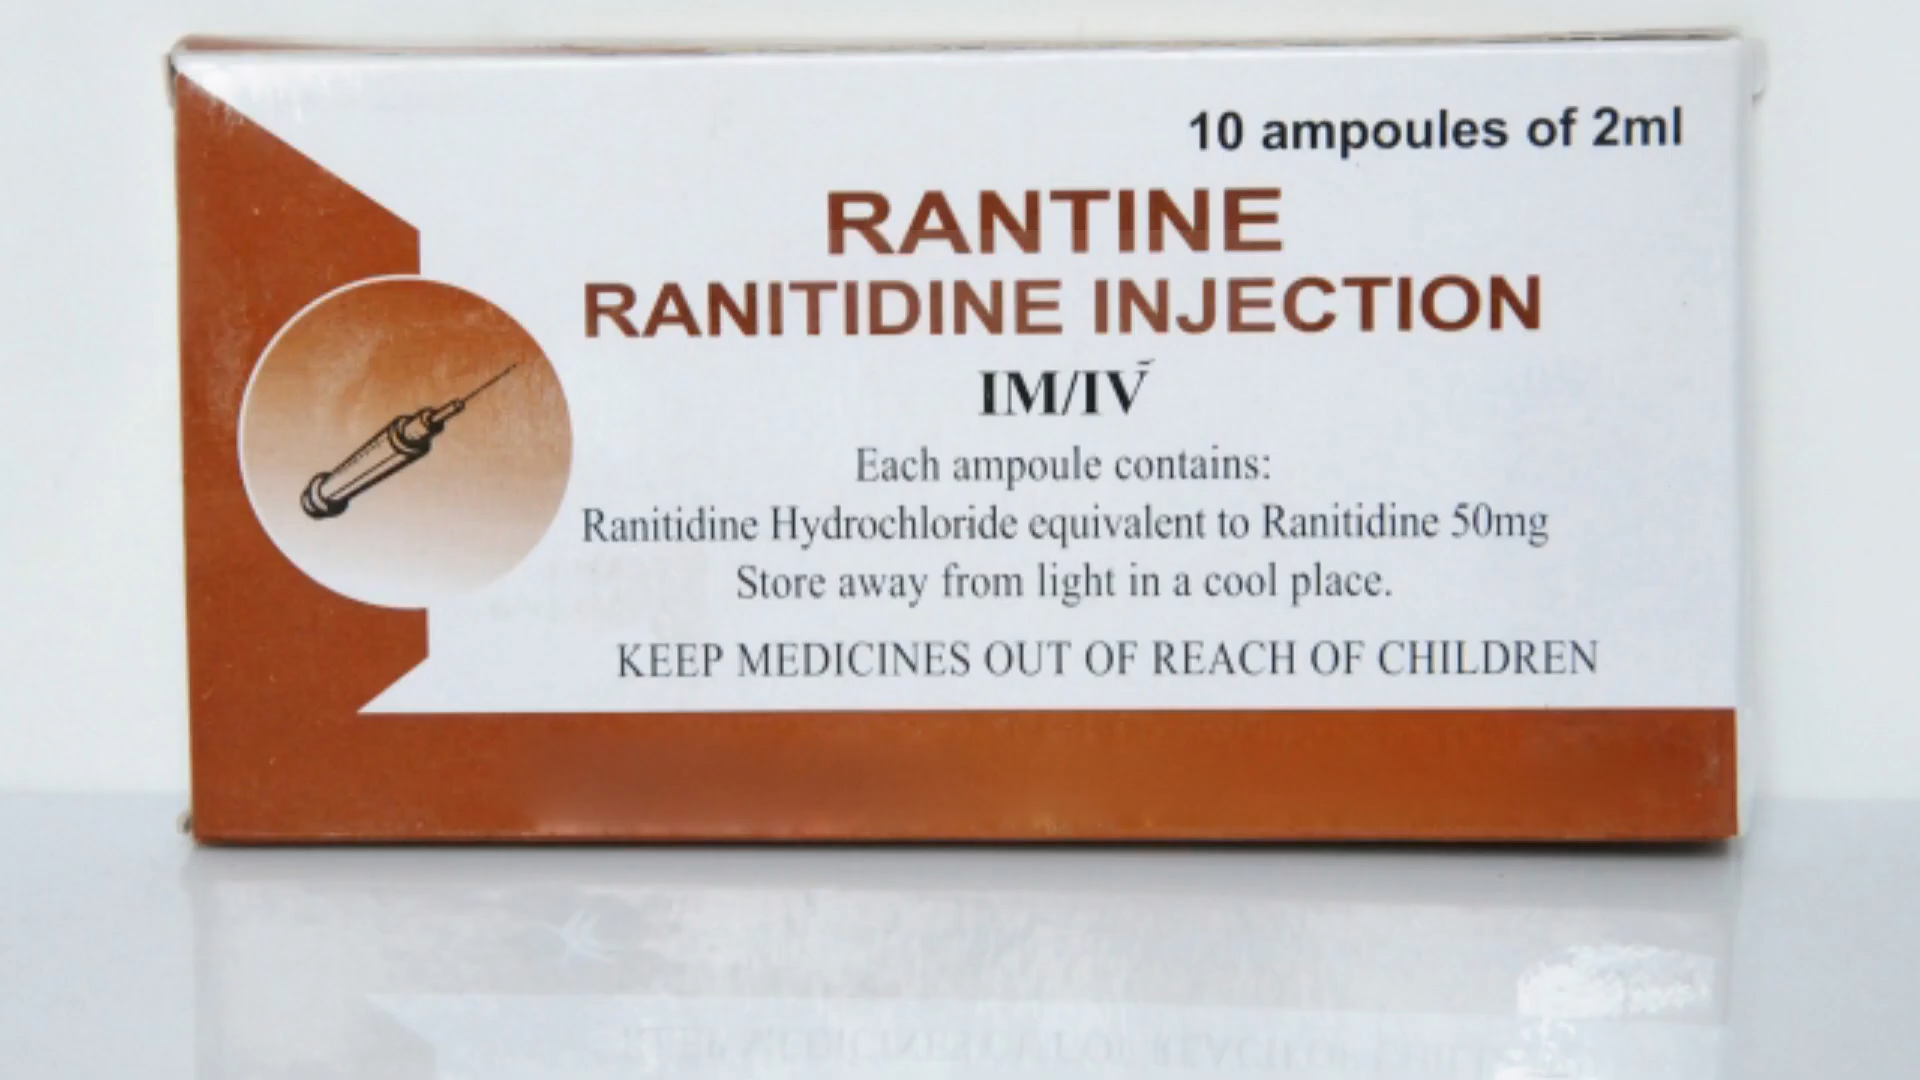 10 ampoules of 2ml
RANTINE
RANITIDINE INJECTION
IM/IV
Each ampoule contains:
Ranitidine Hydrochloride equivalent to Ranitidine 50mg
Store away from light in a cool place.
KEEP MEDICINES OUT OF REACH OF CHILDREN